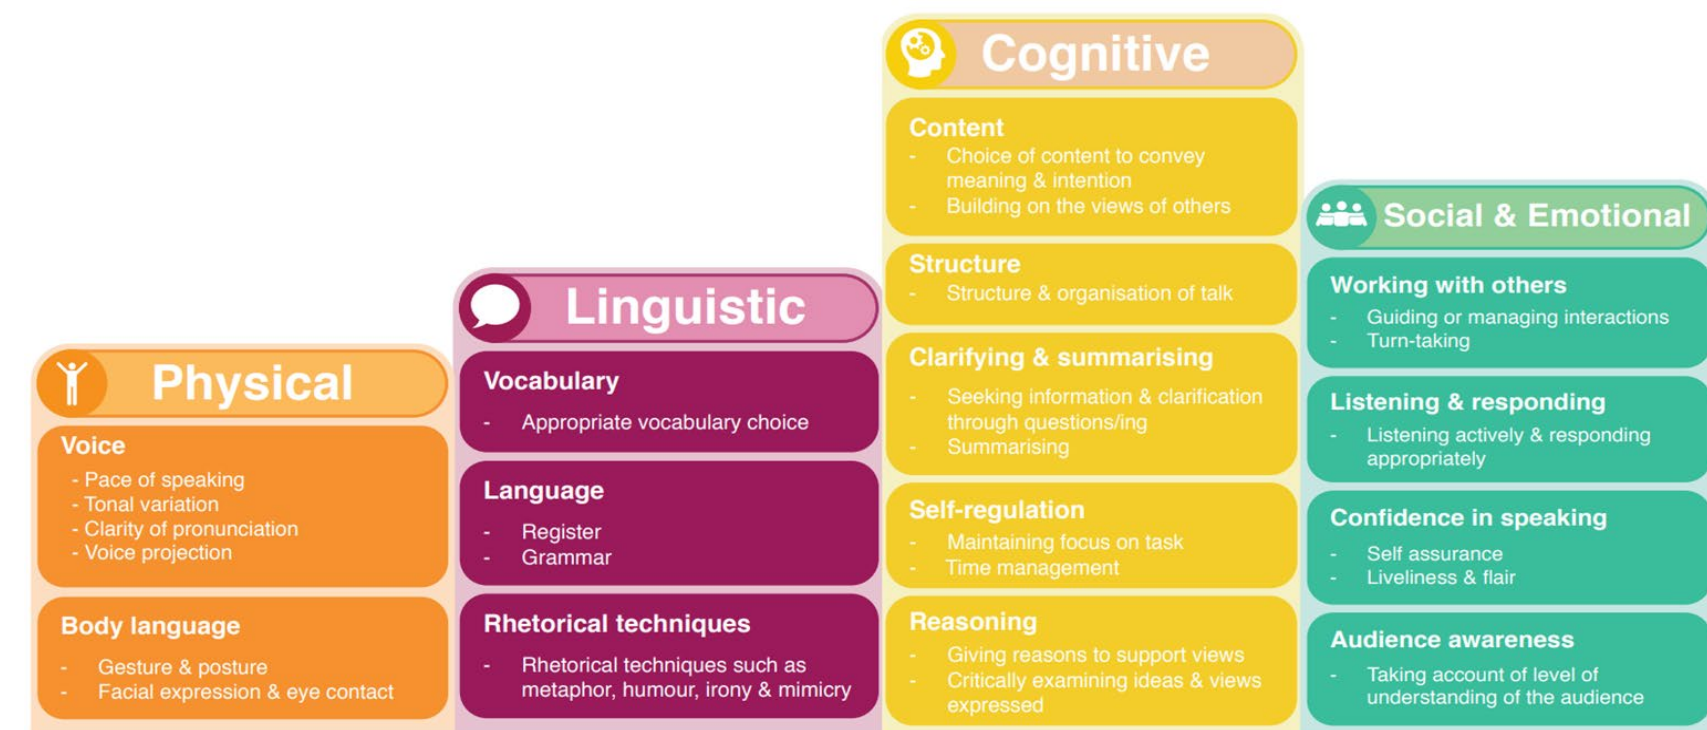 Physical
Voice
- Pace of speaking
- Tonal variation
- Clarity of pronunciation
- Voice projection
Body language
- Gesture & posture
- Facial expression & eye contact
Linguistic
Vocabulary
- Appropriate vocabulary choice
Language
- Register
- Grammar
Rhetorical techniques
- Rhetorical techniques such as
metaphor, humour, irony & mimicry
Cognitive
Content
- Choice of content to convey
meaning & intention
- Building on the views of others
Structure
- Structure & organisation of talk
Clarifying & summarising
- Seeking information & clarification
through questions/ing
- Summarising
Self-regulation
- Maintaining focus on task
- Time management
Reasoning
- Giving reasons to support views
- Critically examining ideas & views
expressed
Social & Emotional
Working with others
- Guiding or managing interactions
- Turn-taking
Listening & responding
- Listening actively & responding
appropriately
Confidence in speaking
- Self assurance
- Liveliness & flair
Audience awareness
- Taking account of level of
understanding of the audience